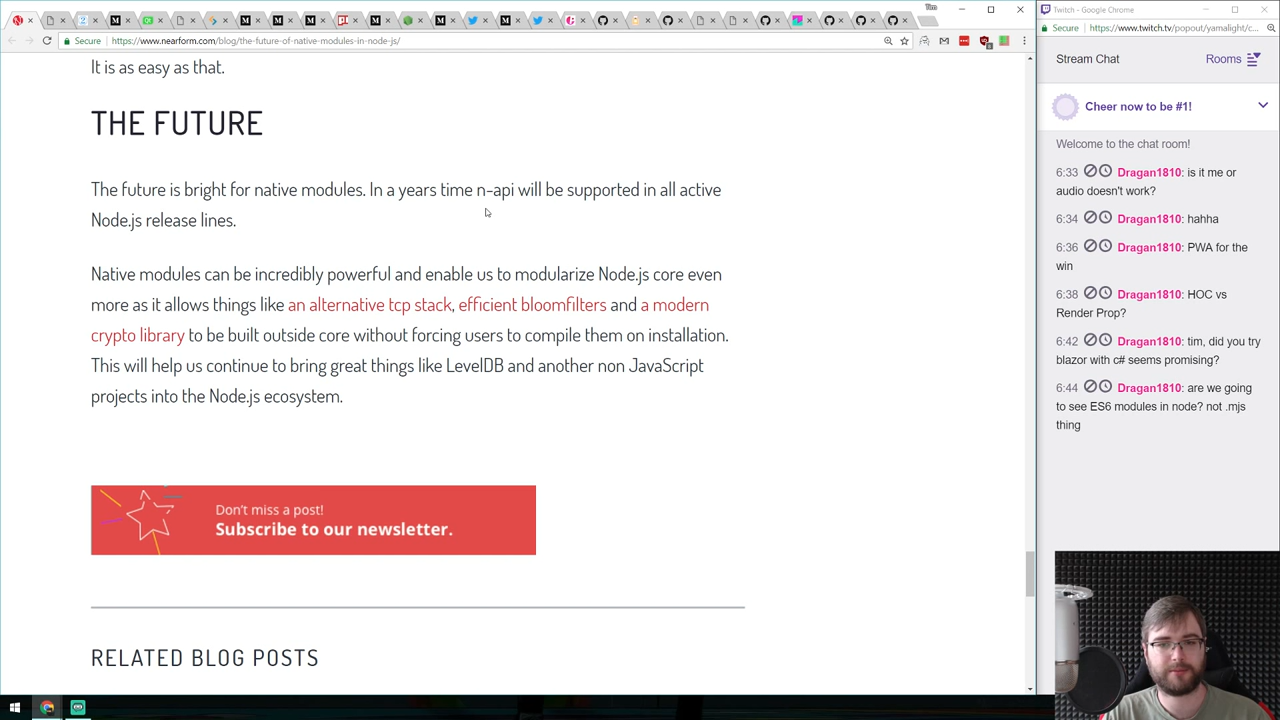 Tim
Secure
https://www.nearform.com/blog/the-future-of-native-modules-in-node-js/
It is as easy as that.
THE FUTURE
The future is bright for native modules. In a years time n-api will be supported in all active
Node.js release lines.
Native modules can be incredibly powerful and enable us to modularize Node.js core even
more as it allows things like an alternative tcp stack, efficient bloomfilters and a modern
crypto library to be built outside core without forcing users to compile them on installation.
This will help us continue to bring great things like LevelDB and another non JavaScript
projects into the Node.js ecosystem.
Don't miss a post!
Subscribe to our newsletter.
RELATED BLOG POSTS
Twitch - Google Chrome
Secure
https://www.twitch.tv/popout/yamalight/c...
Stream Chat
Rooms
Cheer now to be #1!
Welcome to the chat room!
6:33 Dragan1810: is it me or
audio doesn't work?
6:34 Dragan1810: hahha
6:36 Dragan1810: PWA for the
win
6:38 Dragan1810: HOC vs
Render Prop?
6:42 Dragan1810: tim, did you try
blazor with c# seems promising?
6:44 Dragan1810: are we going
to see ES6 modules in node? not .mjs
thing